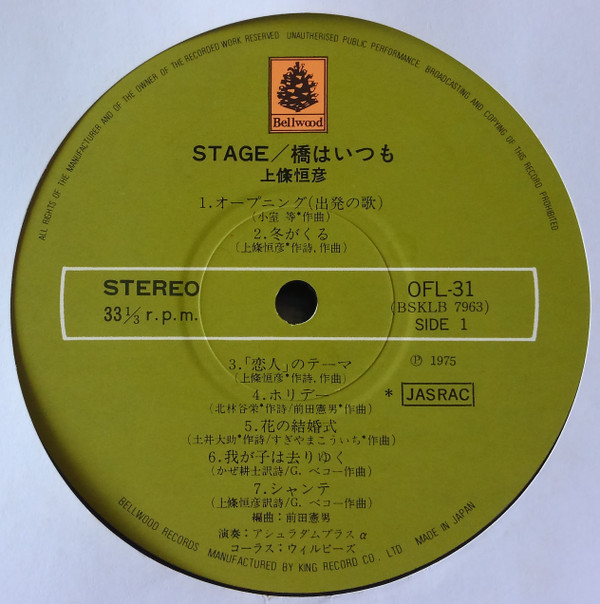 ALL RIGHTS OF THE MANUFACTURER AND OF THE OWNER OF THE RECORDED WORK RESERVED. UNAUTHORISED PUBLIC PERFORMANCE. BROADCASTING AND COPYING OF THIS RECORD PROHIBITED
Bellwood
STAGE/橋はいつも
上條恒彦
1.オープニング(出発の歌)
(小室 等*作曲)
2.冬がくる
(上條恒彦*作詩,作曲)
STEREO
33 1/3 r.p.m.
OFL-31
(BSKLB 7963)
SIDE 1
3.「恋人」のテーマ
(上條恒彦*作詩,作曲)
℗ 1975
4.ホリデー
(北林谷栄*作詩/前田憲男*作曲)
* JASRAC
5.花の結婚式
(土井大助*作詩/すぎやまこういち*作曲)
6.我が子は去りゆく
(かぜ耕士訳詩/G. ベコー作曲)
7.シャンテ
(上條恒彦訳詩/G. ベコー作曲)
編曲:前田憲男
演奏:アシュラダムプラスα
コーラス:ウィルビーズ
BELLWOOD RECORDS MANUFACTURED BY KING RECORD CO., LTD MADE IN JAPAN